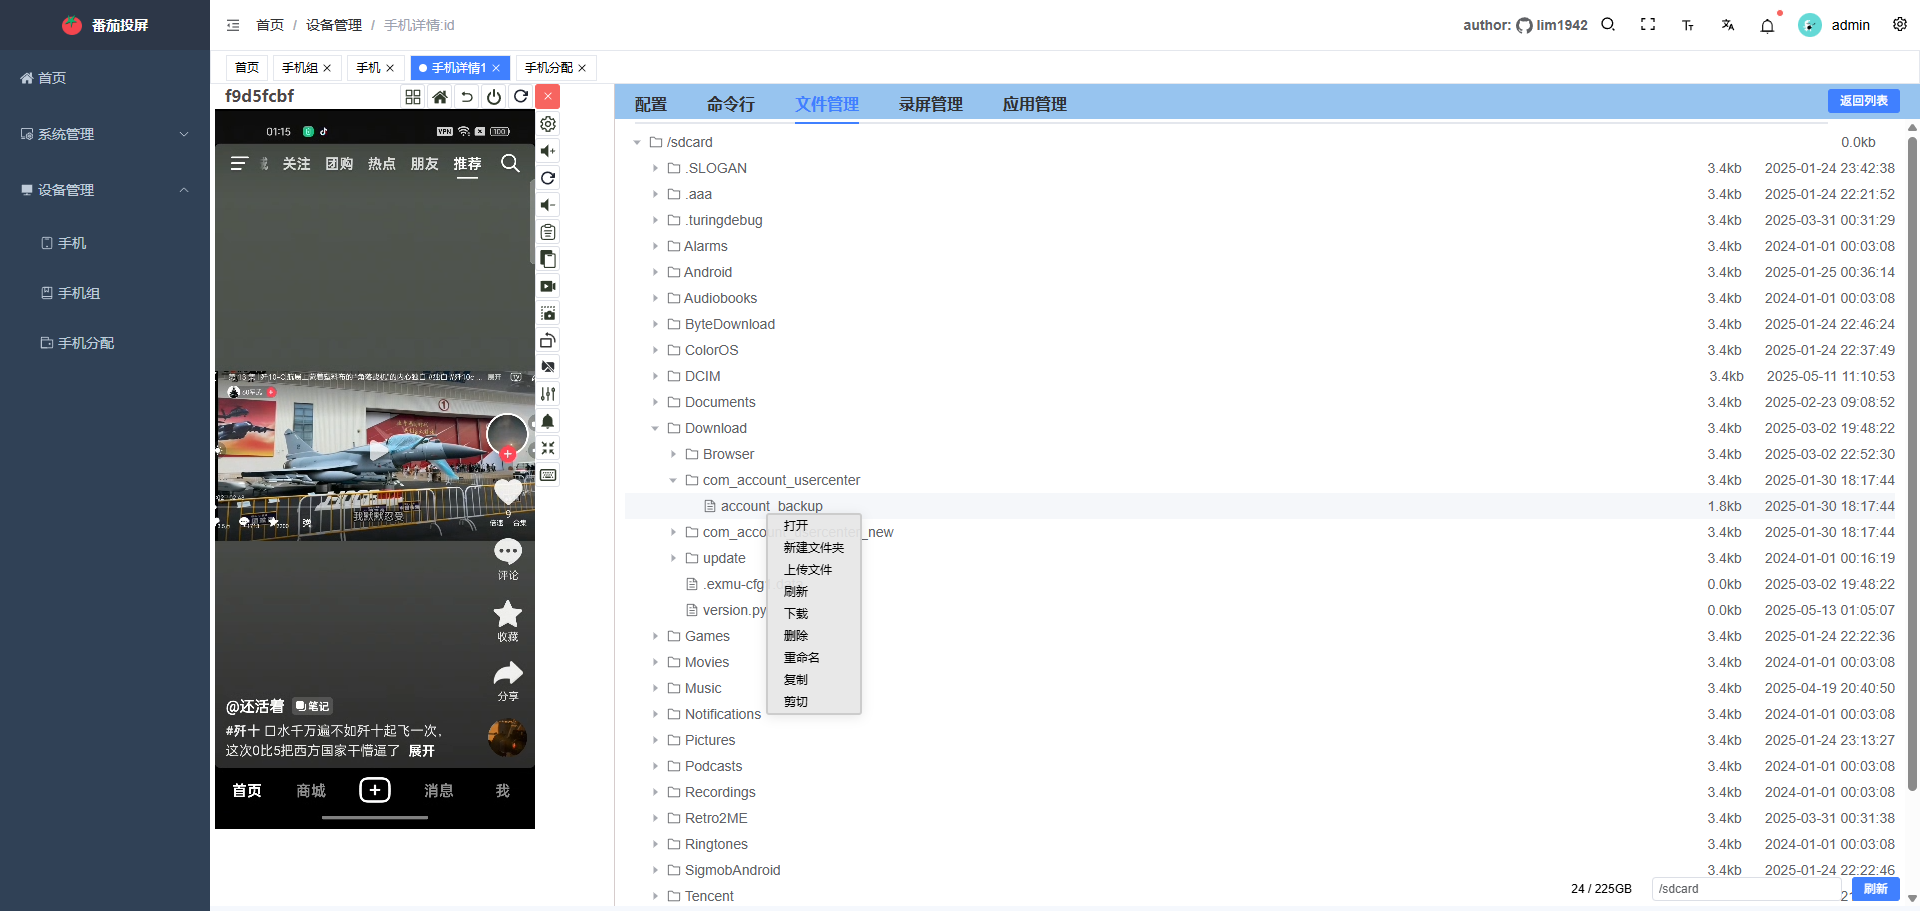 番茄投屏
首页 / 设备管理 / 手机详情:id
author: lim1942
admin
首页
手机组
手机
手机详情1
手机分配
首页
系统管理
设备管理
手机
手机组
手机分配
f9d5fcbf
01:15
VPN
100
关注 团购 热点 朋友 推荐
展开
①
9
倍速
合集
我默默忍受
评论
收藏
分享
@还活着 笔记
#歼十 口水千万遍不如歼十起飞一次,
这次0比5把西方国家干懵逼了 展开
首页 商城 消息 我
配置 命令行 文件管理 录屏管理 应用管理
返回列表
/sdcard 0.0kb
.SLOGAN 3.4kb 2025-01-24 23:42:38
.aaa 3.4kb 2025-01-24 22:21:52
.turingdebug 3.4kb 2025-03-31 00:31:29
Alarms 3.4kb 2024-01-01 00:03:08
Android 3.4kb 2025-01-25 00:36:14
Audiobooks 3.4kb 2024-01-01 00:03:08
ByteDownload 3.4kb 2025-01-24 22:46:24
ColorOS 3.4kb 2025-01-24 22:37:49
DCIM 3.4kb 2025-05-11 11:10:53
Documents 3.4kb 2025-02-23 09:08:52
Download 3.4kb 2025-03-02 19:48:22
Browser 3.4kb 2025-03-02 22:52:30
com_account_usercenter 3.4kb 2025-01-30 18:17:44
account_backup 1.8kb 2025-01-30 18:17:44
com_account_usercenter_new 3.4kb 2025-01-30 18:17:44
update 3.4kb 2024-01-01 00:16:19
.exmu-cfg 0.0kb 2025-03-02 19:48:22
version.py 0.0kb 2025-05-13 01:05:07
Games 3.4kb 2025-01-24 22:22:36
Movies 3.4kb 2024-01-01 00:03:08
Music 3.4kb 2025-04-19 20:40:50
Notifications 3.4kb 2024-01-01 00:03:08
Pictures 3.4kb 2025-01-24 23:13:27
Podcasts 3.4kb 2024-01-01 00:03:08
Recordings 3.4kb 2024-01-01 00:03:08
Retro2ME 3.4kb 2025-03-31 00:31:38
Ringtones 3.4kb 2024-01-01 00:03:08
SigmobAndroid 3.4kb 2025-01-24 22:22:46
Tencent
打开
新建文件夹
上传文件
刷新
下载
删除
重命名
复制
剪切
24 / 225GB
/sdcard
刷新